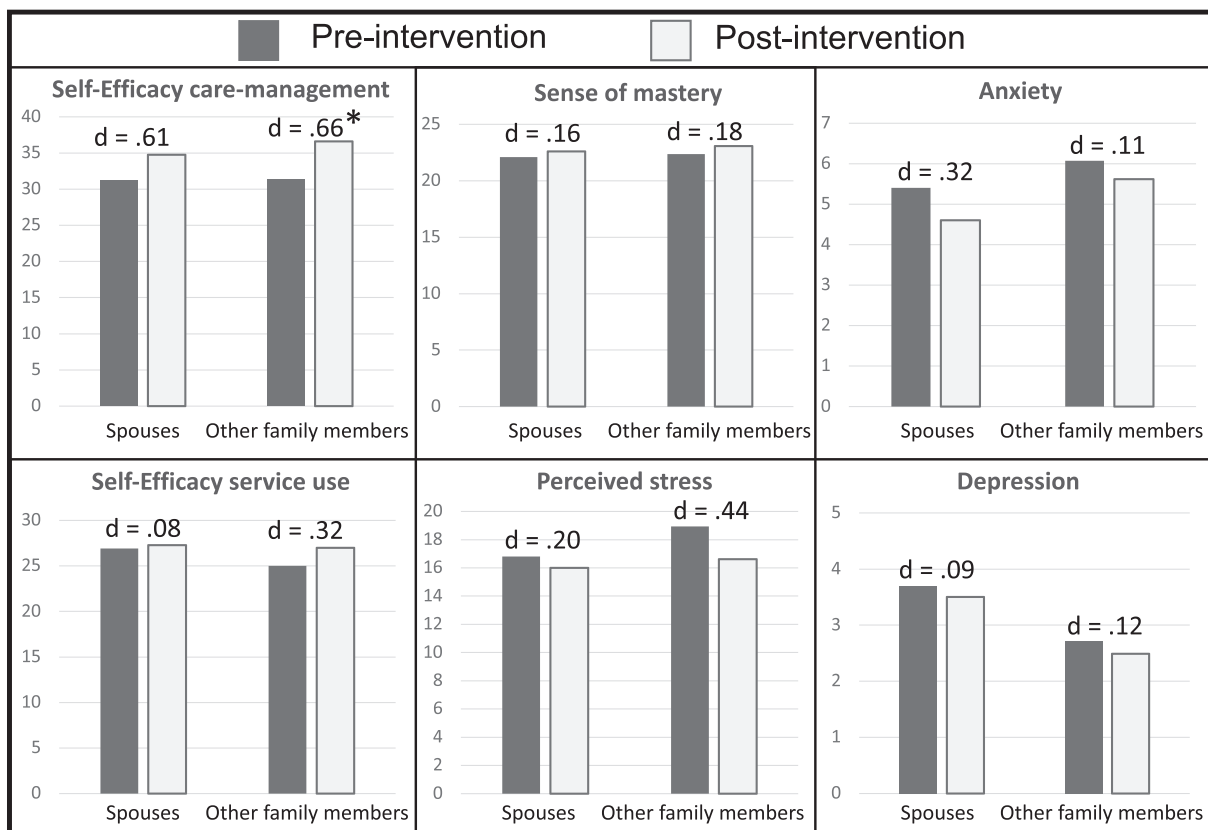 Pre-intervention Post-intervention
Self-Efficacy care-management
40
35
30
25
20
15
10
5
0
d = .61
d = .66*
Spouses Other family members
Sense of mastery
25
20
15
10
5
0
d = .16
d = .18
Spouses Other family members
Anxiety
7
6
5
4
3
2
1
0
d = .32
d = .11
Spouses Other family members
Self-Efficacy service use
30
25
20
15
10
5
0
d = .08
d = .32
Spouses Other family members
Perceived stress
20
18
16
14
12
10
8
6
4
2
0
d = .20
d = .44
Spouses Other family members
Depression
5
4
3
2
1
0
d = .09
d = .12
Spouses Other family members